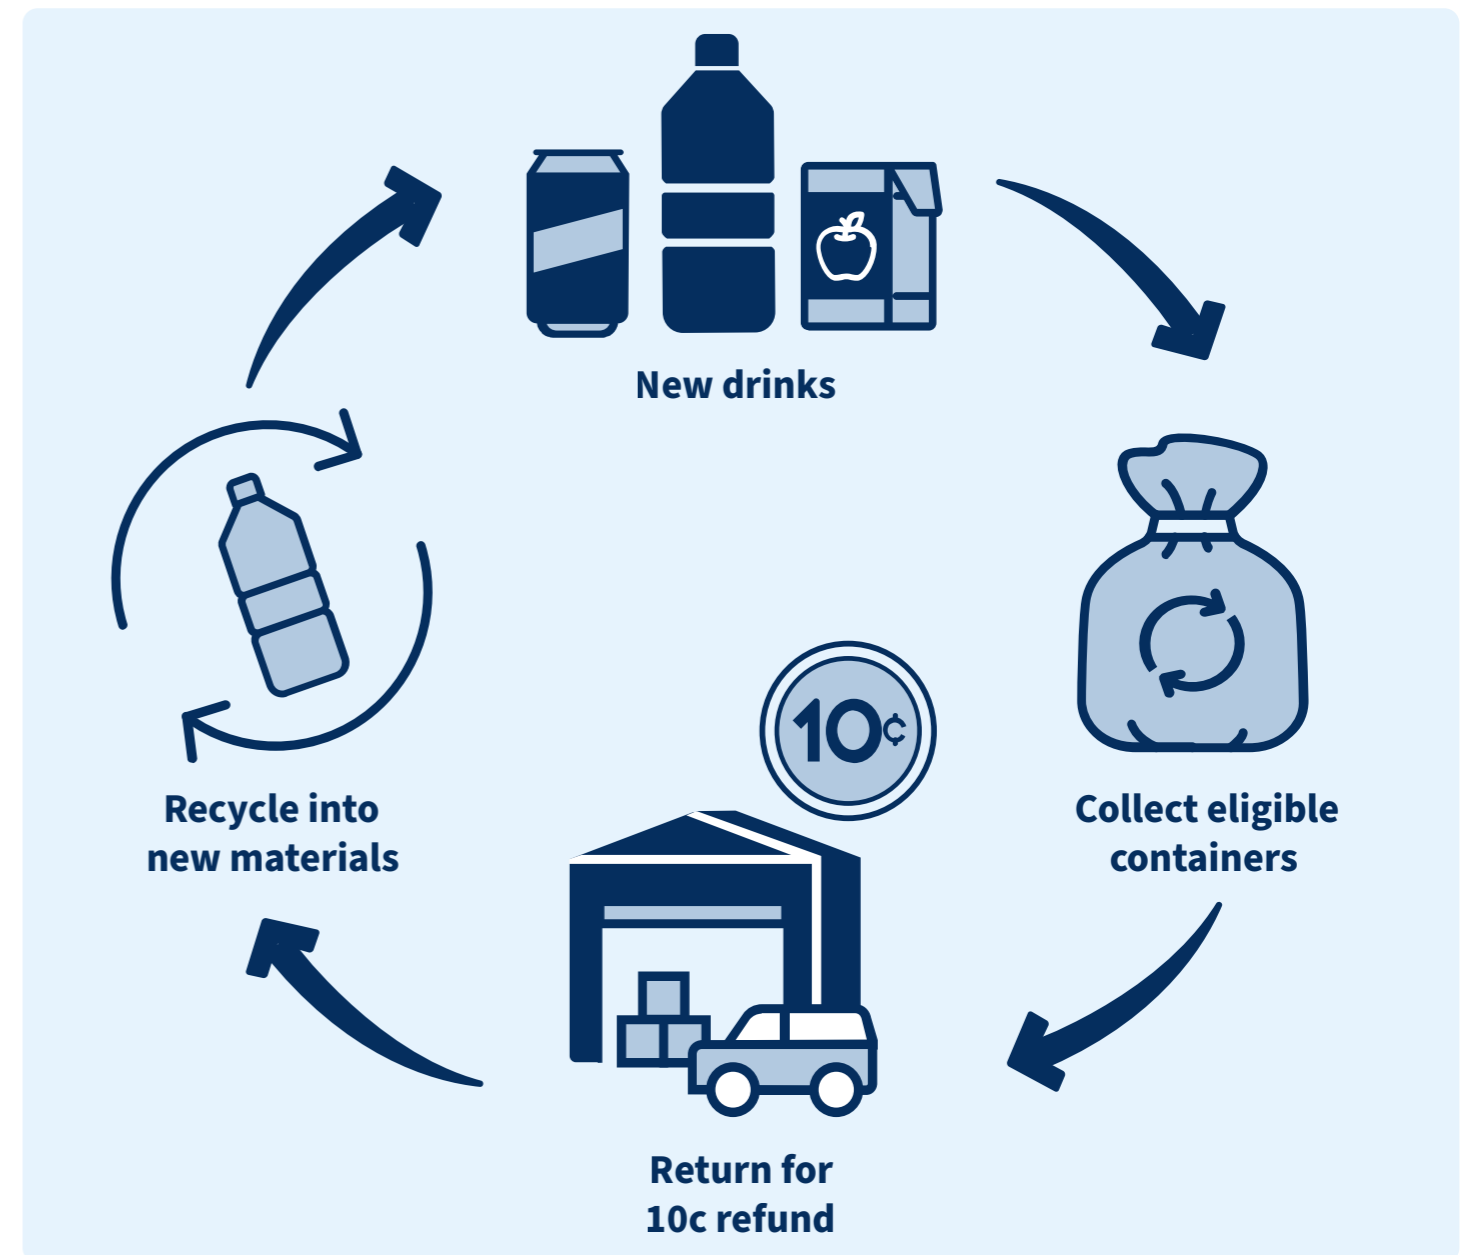 New drinks
Collect eligible
containers
10¢
Return for
10c refund
Recycle into
new materials